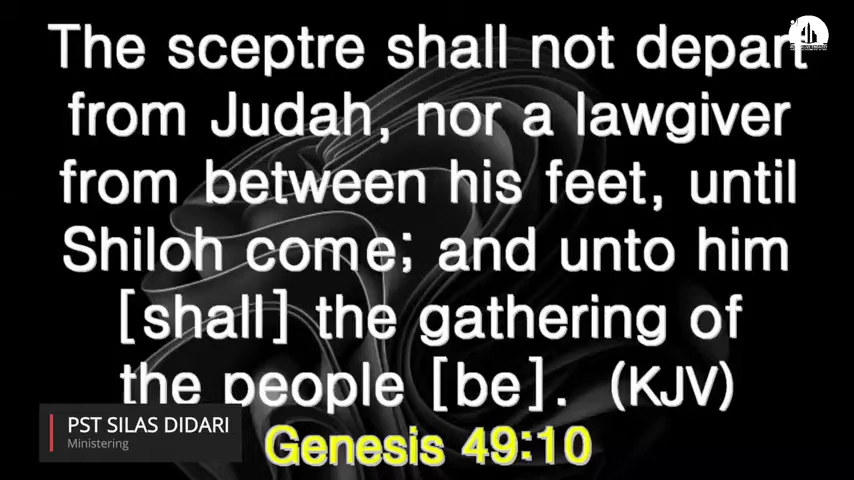 The sceptre shall not depart
from Judah, nor a lawgiver
from between his feet, until
Shiloh come; and unto him
[shall] the gathering of
the people [be]. (KJV)
Genesis 49:10
PST SILAS DIDARI
Ministering